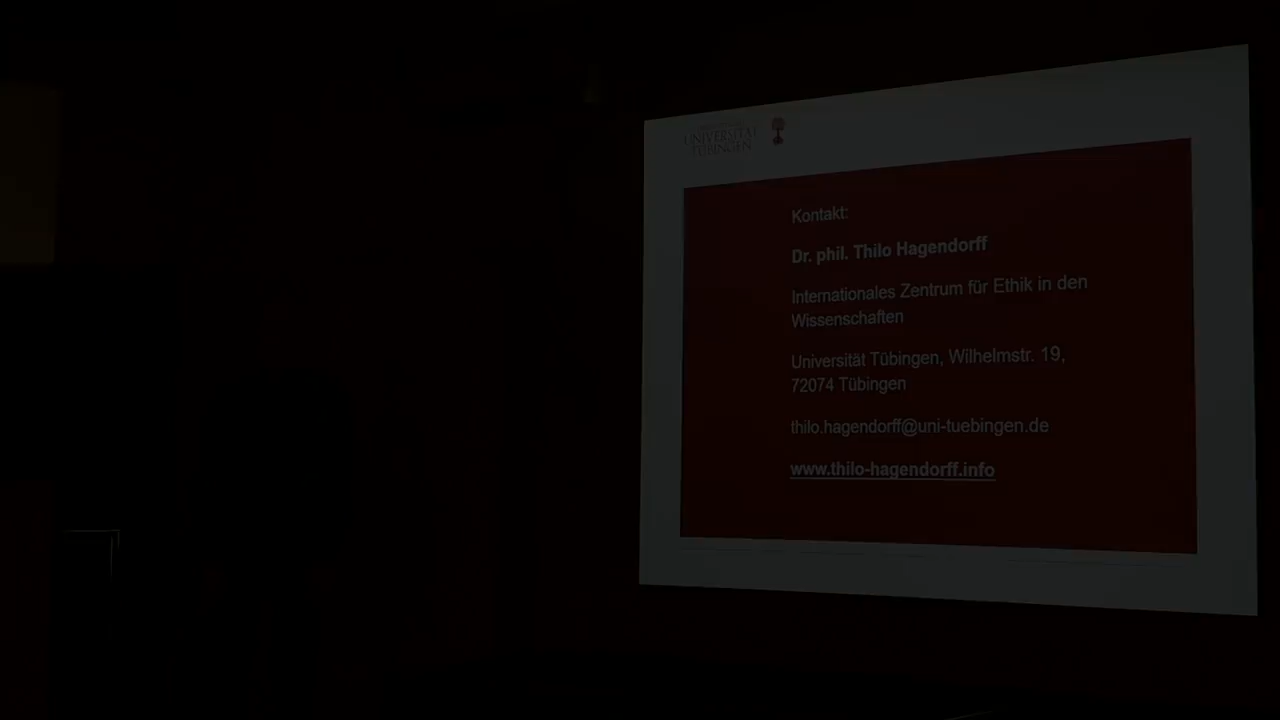 UNIVERSITÄT
TÜBINGEN
Kontakt:
Dr. phil. Thilo Hagendorff
Internationales Zentrum für Ethik in den
Wissenschaften
Universität Tübingen, Wilhelmstr. 19,
72074 Tübingen
thilo.hagendorff@uni-tuebingen.de
www.thilo-hagendorff.info